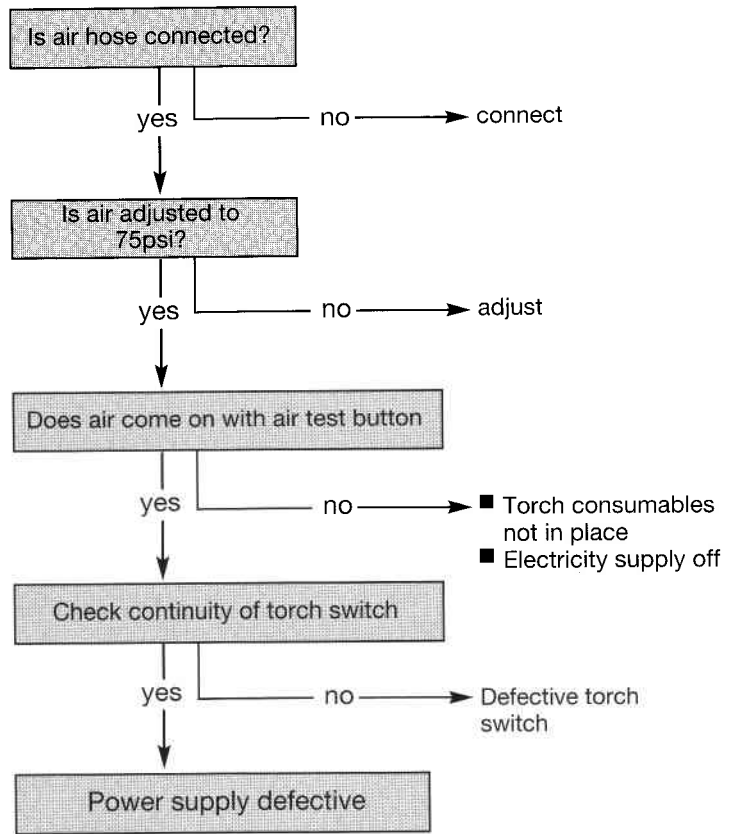 Is air hose connected?
yes
no
connect
Is air adjusted to
75psi?
yes
no
adjust
Does air come on with air test button
yes
no
■ Torch consumables
not in place
■ Electricity supply off
Check continuity of torch switch
yes
no
Defective torch
switch
Power supply defective